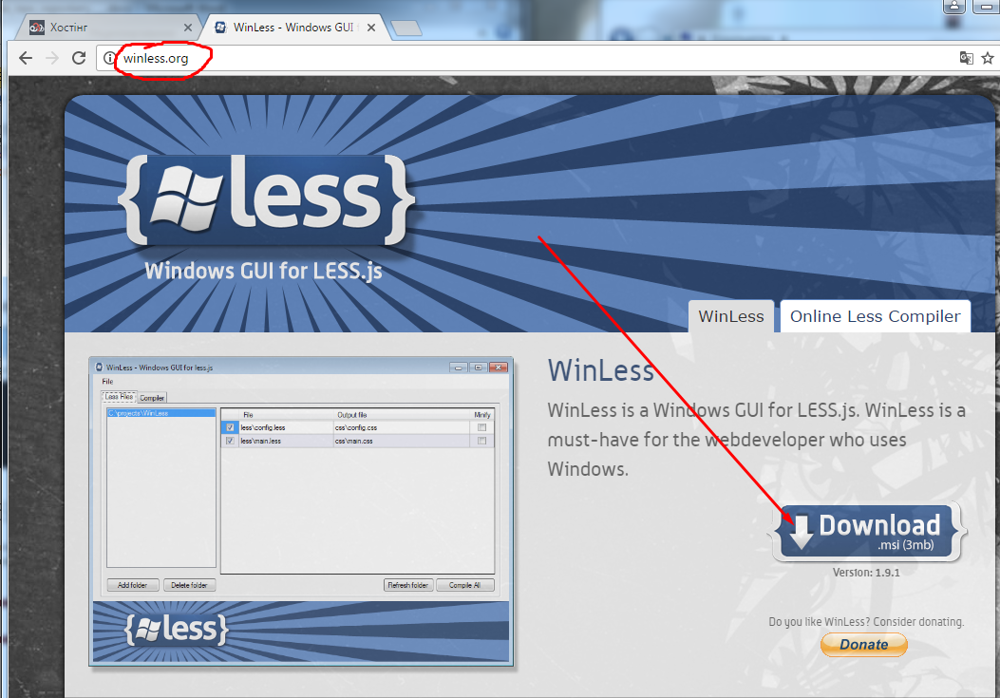 Хостінг
WinLess - Windows GUI f
winless.org
{less}
Windows GUI for LESS.js
WinLess
Online Less Compiler
WinLess - Windows GUI for less.js
File
Less Files
Compiler
C:\projects\WinLess
File
Output file
Minify
less\config.less
css\config.css
less\main.less
css\main.css
Add folder
Delete folder
Refresh folder
Compile All
{less}
WinLess
WinLess is a Windows GUI for LESS.js. WinLess is a
must-have for the webdeveloper who uses
Windows.
Download
.msi (3mb)
Version: 1.9.1
Do you like WinLess? Consider donating.
Donate